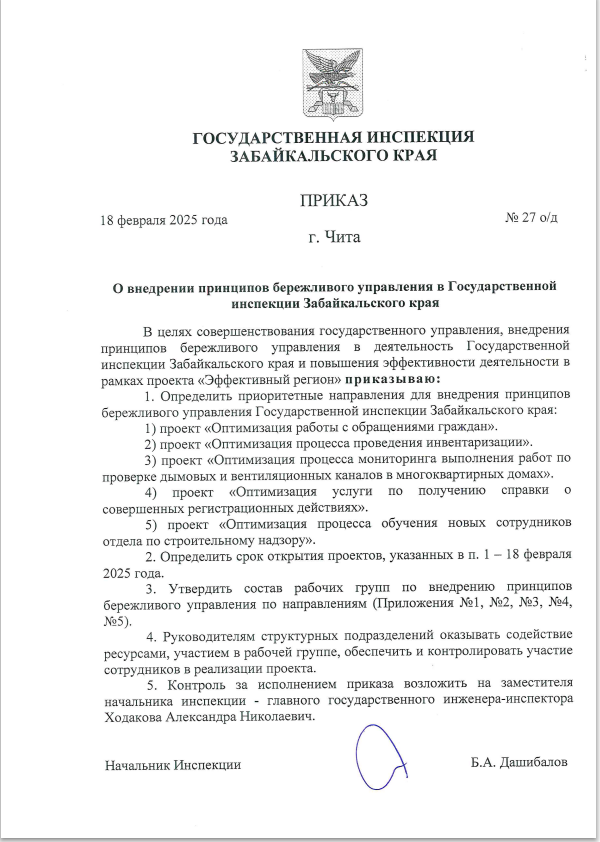 ГОСУДАРСТВЕННАЯ ИНСПЕКЦИЯ
ЗАБАЙКАЛЬСКОГО КРАЯ
ПРИКАЗ
18 февраля 2025 года
№ 27 о/д
г. Чита
О внедрении принципов бережливого управления в Государственной
инспекции Забайкальского края
В целях совершенствования государственного управления, внедрения
принципов бережливого управления в деятельность Государственной
инспекции Забайкальского края и повышения эффективности деятельности в
рамках проекта «Эффективный регион» приказываю:
1. Определить приоритетные направления для внедрения принципов
бережливого управления Государственной инспекции Забайкальского края:
1) проект «Оптимизация работы с обращениями граждан».
2) проект «Оптимизация процесса проведения инвентаризации».
3) проект «Оптимизация процесса мониторинга выполнения работ по
проверке дымовых и вентиляционных каналов в многоквартирных домах».
4) проект «Оптимизация услуги по получению справки о
совершенных регистрационных действиях».
5) проект «Оптимизация процесса обучения новых сотрудников
отдела по строительному надзору».
2. Определить срок открытия проектов, указанных в п. 1 – 18 февраля
2025 года.
3. Утвердить состав рабочих групп по внедрению принципов
бережливого управления по направлениям (Приложения №1, №2, №3, №4,
№5).
4. Руководителям структурных подразделений оказывать содействие
ресурсами, участием в рабочей группе, обеспечить и контролировать участие
сотрудников в реализации проекта.
5. Контроль за исполнением приказа возложить на заместителя
начальника инспекции - главного государственного инженера-инспектора
Ходакова Александра Николаевич.
Начальник Инспекции
Б.А. Дашибалов